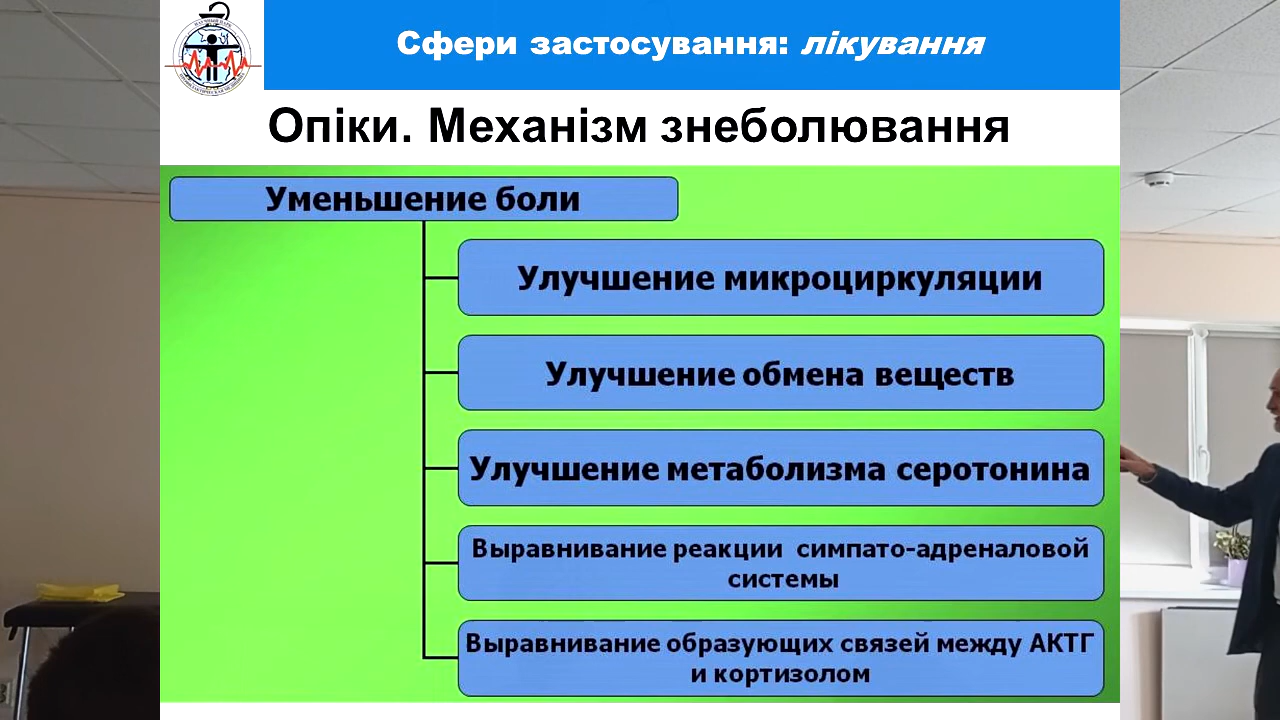 Сфери застосування: лікування
Опіки. Механізм знеболювання
Уменьшение боли
Улучшение микроциркуляции
Улучшение обмена веществ
Улучшение метаболизма серотонина
Выравнивание реакции симпато-адреналовой
системы
Выравнивание образующих связей между АКТГ
и кортизолом